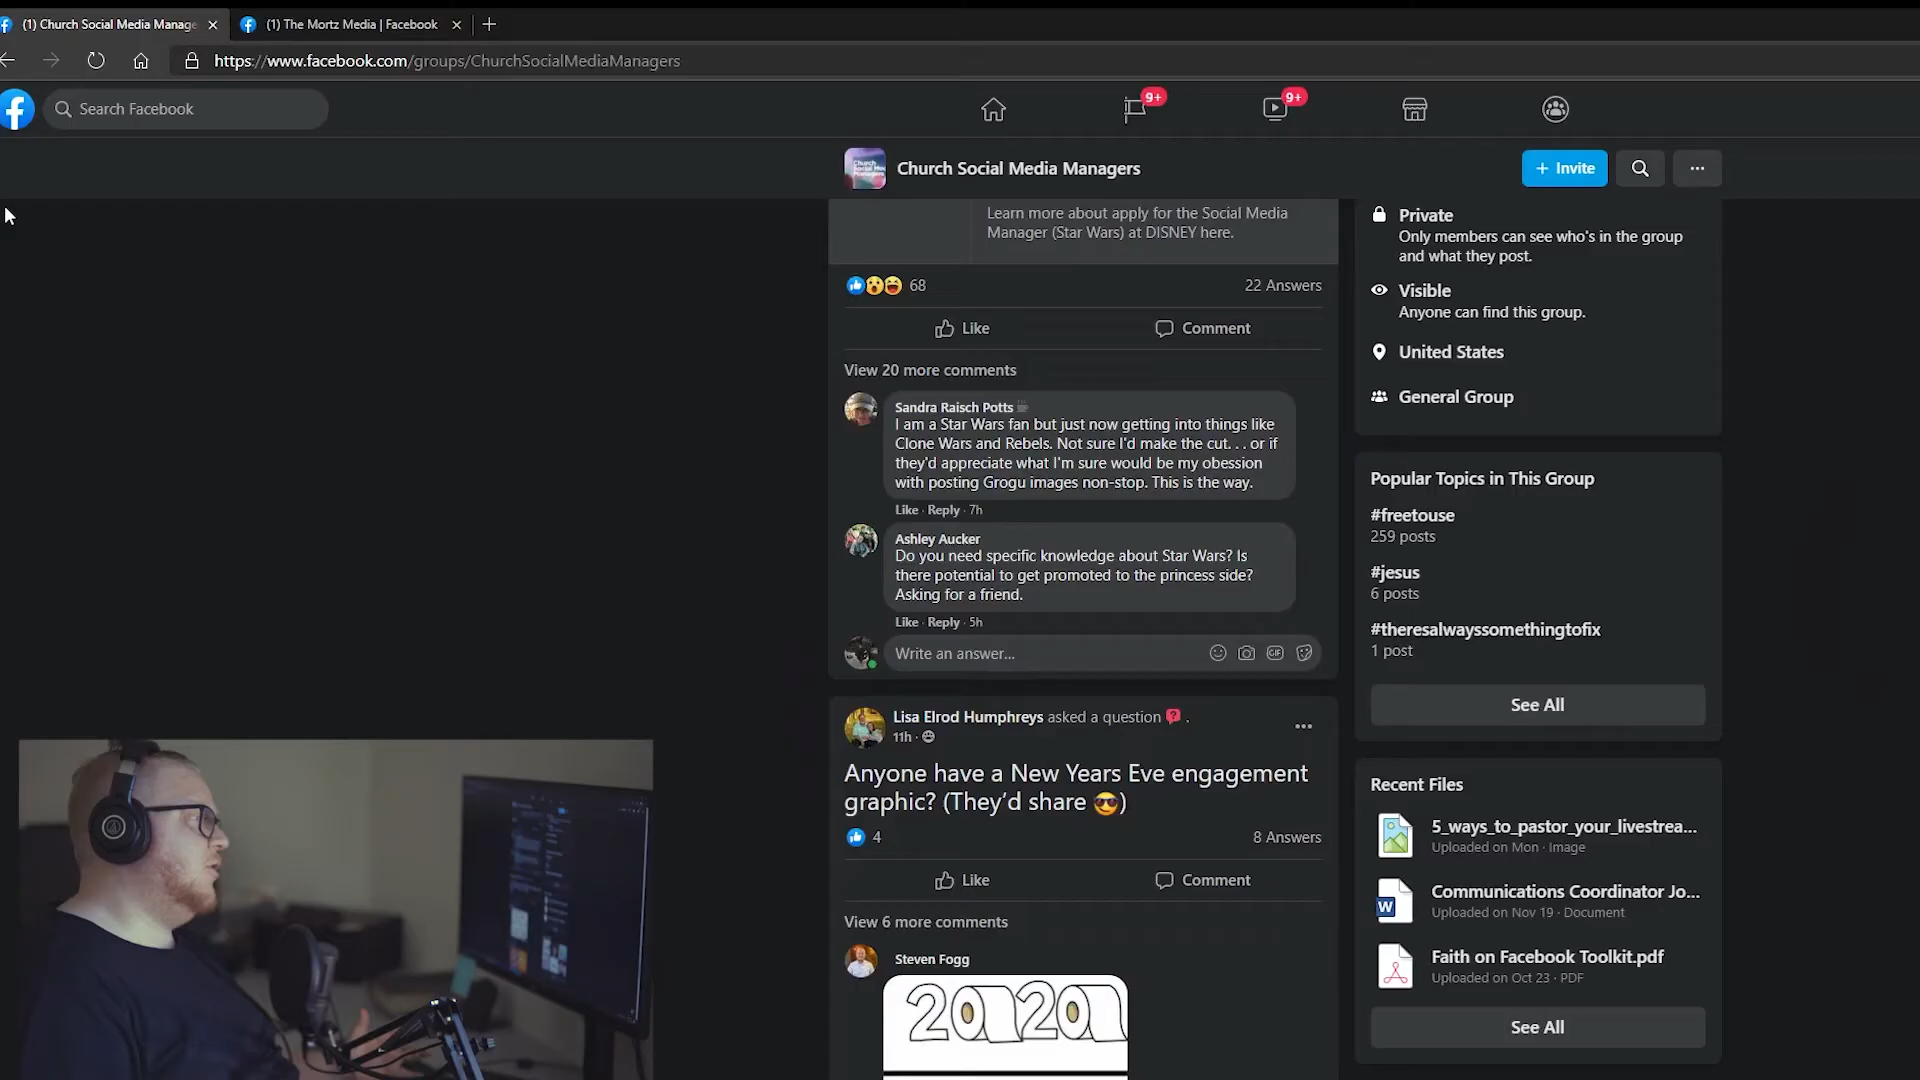 (1) Church Social Media Manage
(1) The Mortz Media | Facebook
https://www.facebook.com/groups/ChurchSocialMediaManagers
Search Facebook
9+
9+
Church Social Media Managers
+ Invite
Learn more about apply for the Social Media
Manager (Star Wars) at DISNEY here.
68
22 Answers
Like
Comment
View 20 more comments
Sandra Raisch Potts
I am a Star Wars fan but just now getting into things like
Clone Wars and Rebels. Not sure I'd make the cut. . . or if
they'd appreciate what I'm sure would be my obession
with posting Grogu images non-stop. This is the way.
Like · Reply · 7h
Ashley Aucker
Do you need specific knowledge about Star Wars? Is
there potential to get promoted to the princess side?
Asking for a friend.
Like · Reply · 5h
Write an answer...
GIF
Lisa Elrod Humphreys asked a question .
11h ·
Anyone have a New Years Eve engagement
graphic? (They'd share 😎)
4
8 Answers
Like
Comment
View 6 more comments
Steven Fogg
2020
Private
Only members can see who's in the group
and what they post.
Visible
Anyone can find this group.
United States
General Group
Popular Topics in This Group
#freetouse
259 posts
#jesus
6 posts
#theresalwayssomethingtofix
1 post
See All
Recent Files
5_ways_to_pastor_your_livestrea...
Uploaded on Mon · Image
W
Communications Coordinator Jo...
Uploaded on Nov 19 · Document
Faith on Facebook Toolkit.pdf
Uploaded on Oct 23 · PDF
See All